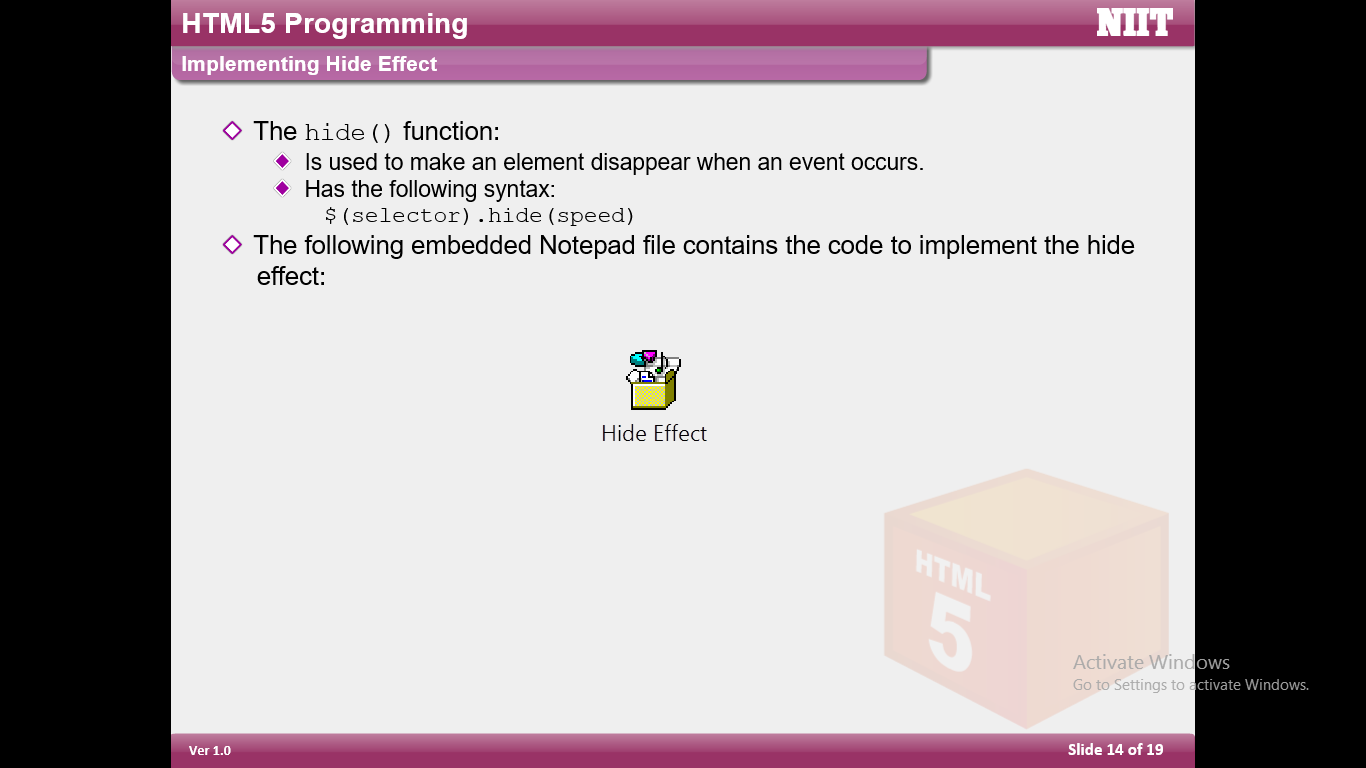 HTML5 Programming
NIIT
Implementing Hide Effect
The hide() function:
Is used to make an element disappear when an event occurs.
Has the following syntax:
$(selector).hide(speed)
The following embedded Notepad file contains the code to implement the hide
effect:
Hide Effect
HTML
5
Activate Windows
Go to Settings to activate Windows.
Ver 1.0
Slide 14 of 19